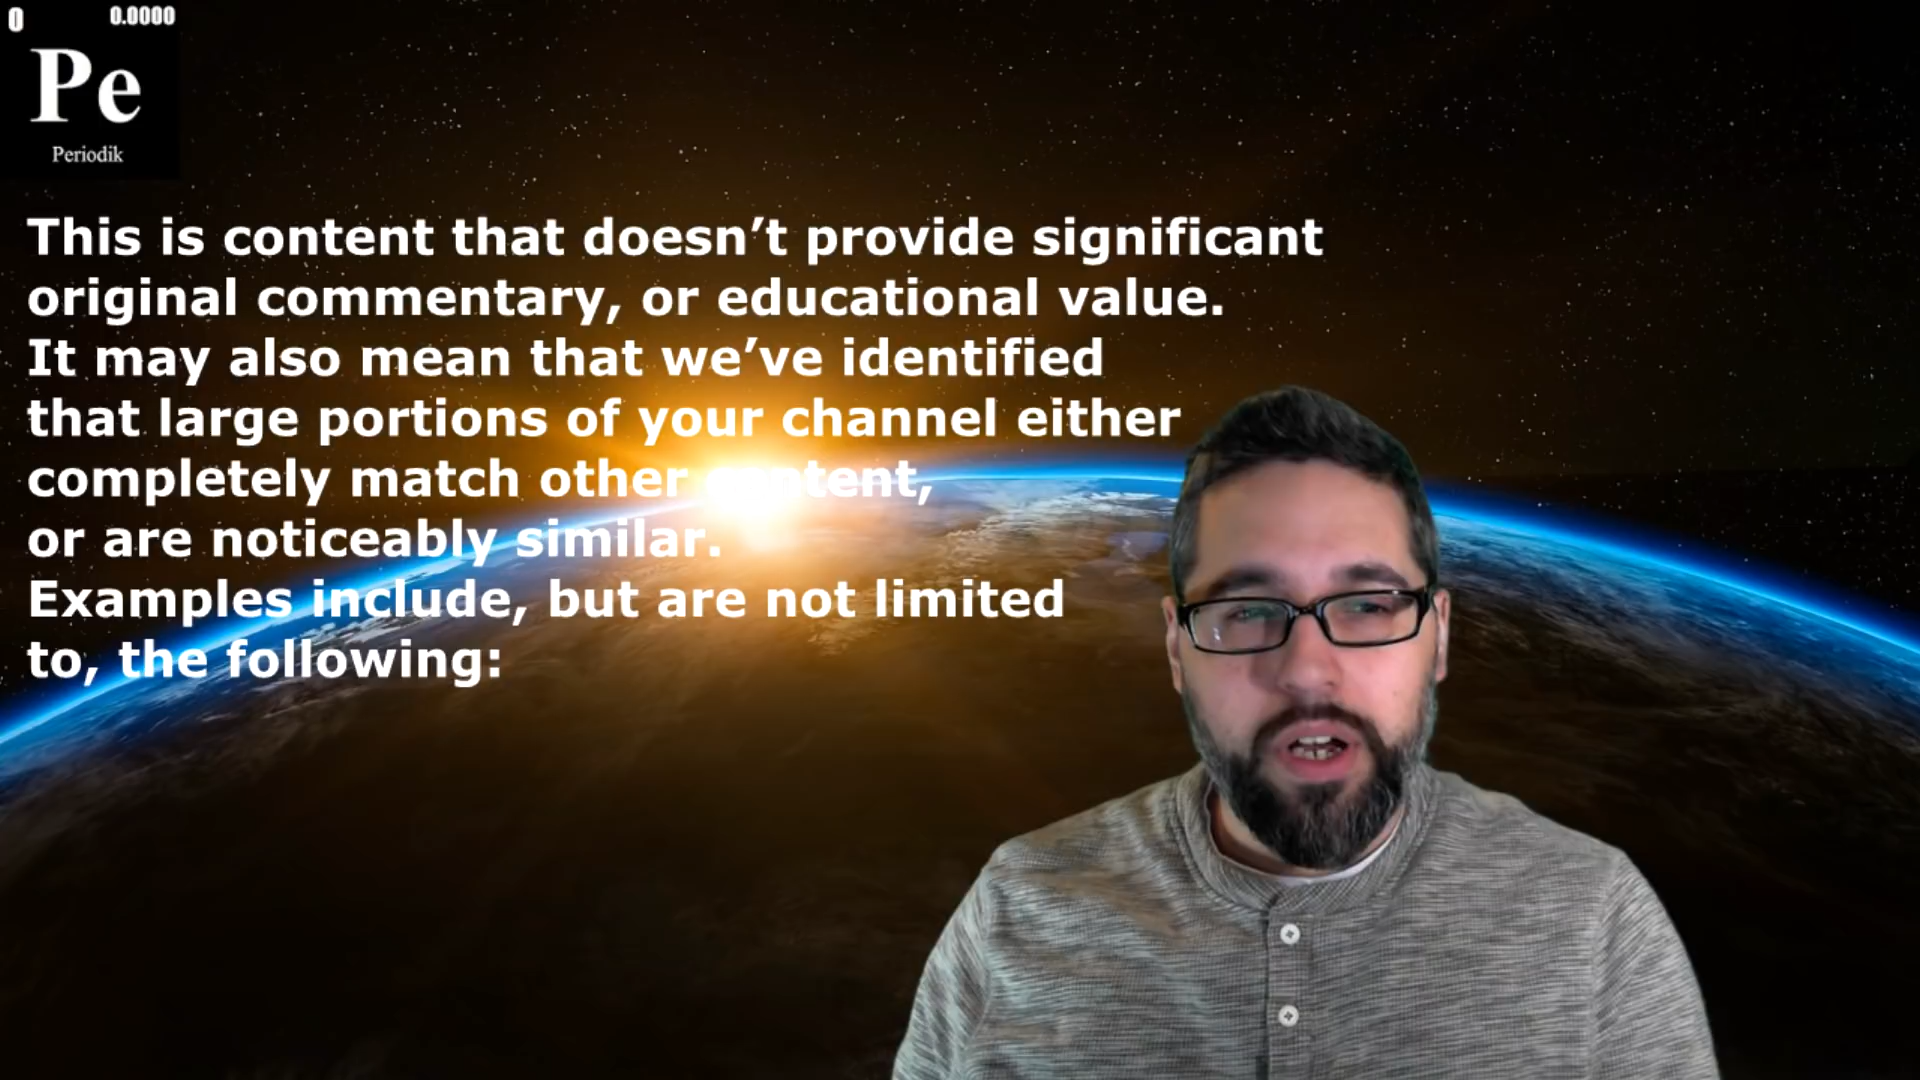 0 0.0000
Pe
Periodik
This is content that doesn’t provide significant
original commentary, or educational value.
It may also mean that we’ve identified
that large portions of your channel either
completely match other content,
or are noticeably similar.
Examples include, but are not limited
to, the following: